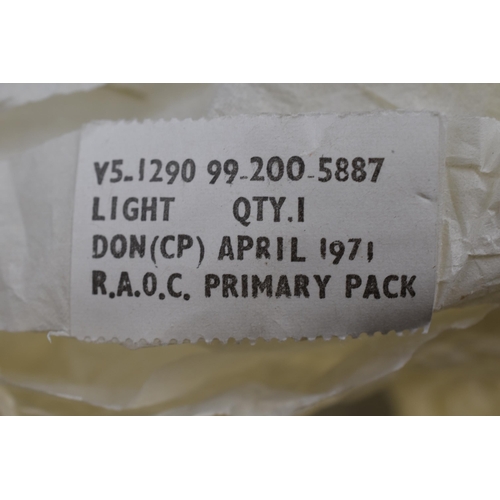 V5-1290 99-200-5887
LIGHT QTY.1
DON(CP) APRIL 1971
R.A.O.C. PRIMARY PACK